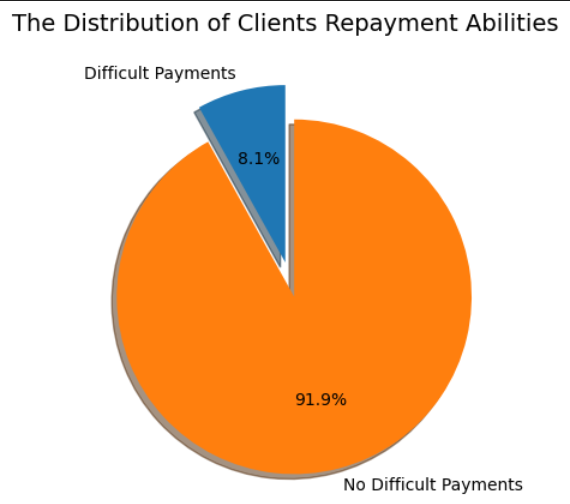 The Distribution of Clients Repayment Abilities
Difficult Payments
8.1%
91.9%
No Difficult Payments